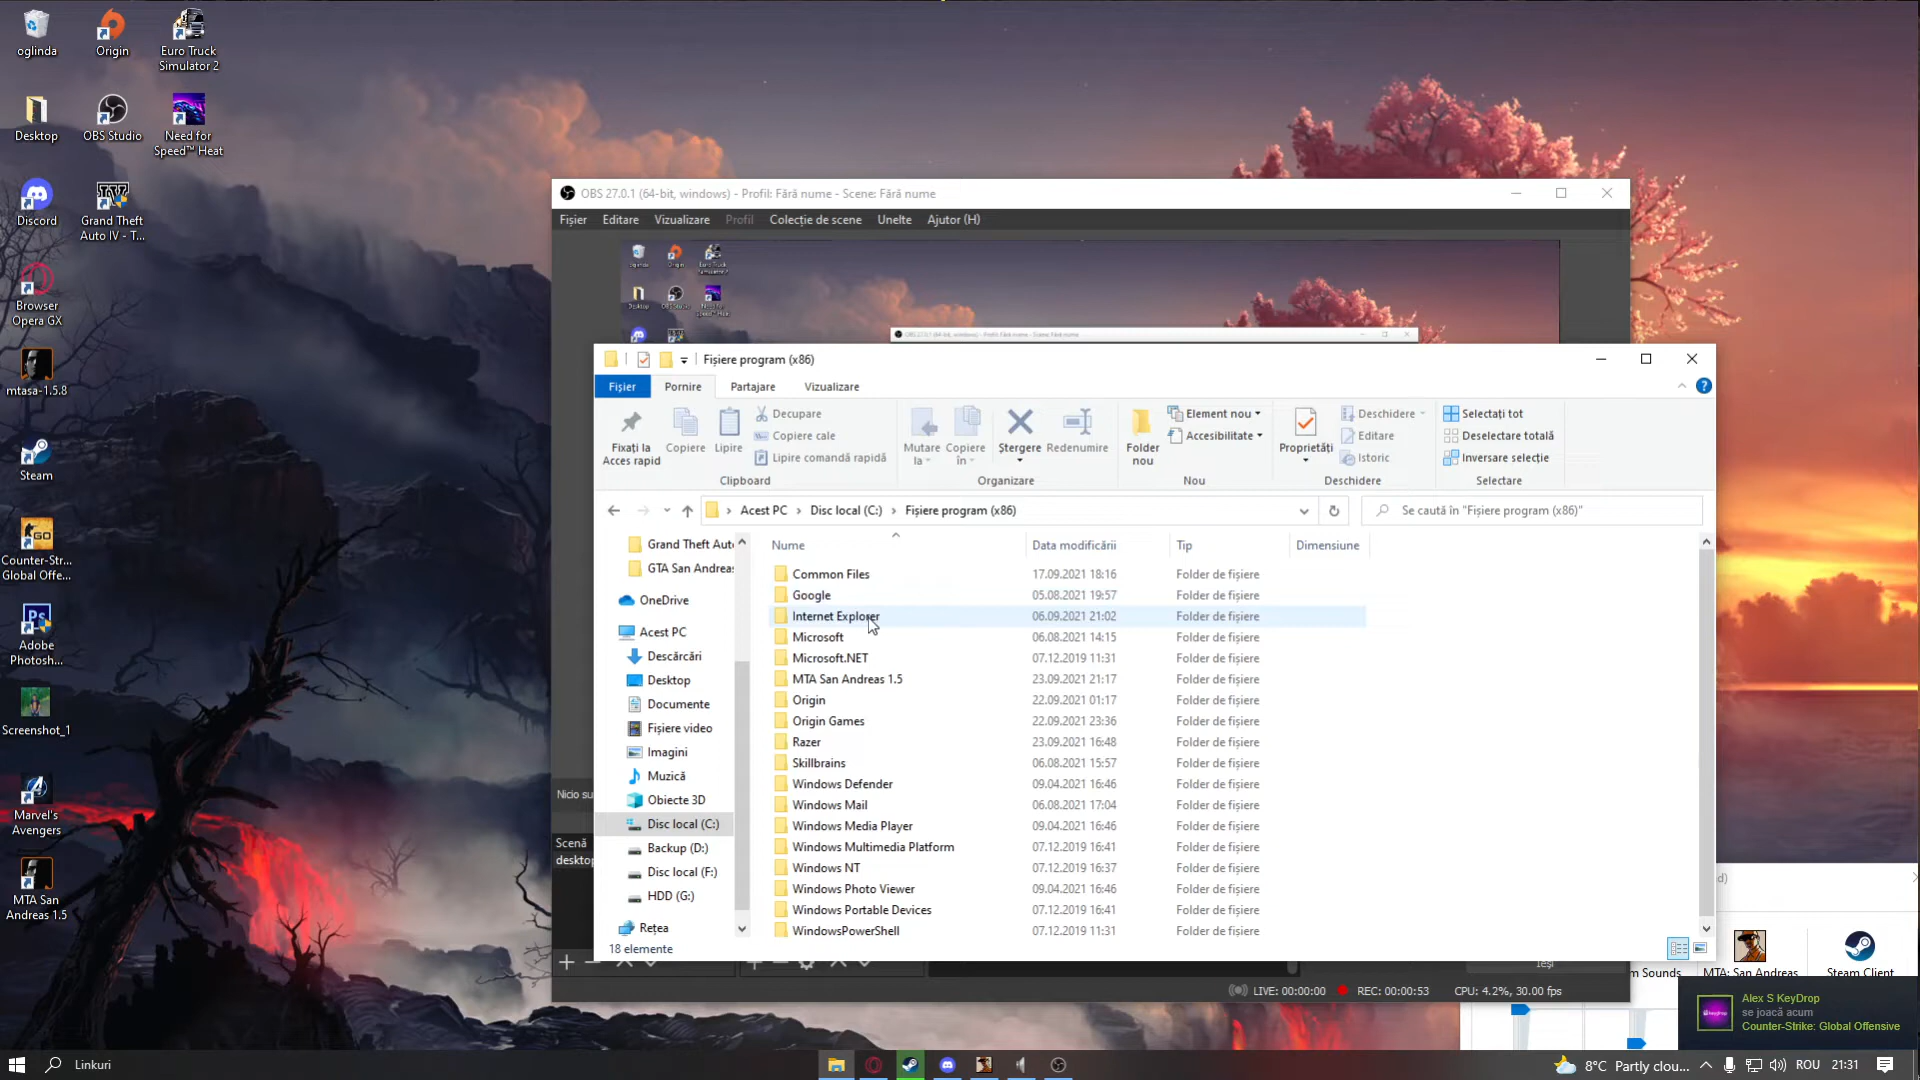 oglinda
Origin
Euro Truck
Simulator 2
Desktop
OBS Studio
Need for
Speed™ Heat
Discord
Grand Theft
Auto IV - T...
Browser
Opera GX
mtasa-1.5.8
Steam
Counter-Str...
Global Offe...
Adobe
Photosh...
Screenshot_1
Marvel's
Avengers
MTA San
Andreas 1.5
OBS 27.0.1 (64-bit, windows) - Profil: Fără nume - Scene: Fără nume
Fișier Editare Vizualizare Profil Colecție de scene Unelte Ajutor (H)
Fișiere program (x86)
Fișier Pornire Partajare Vizualizare
Fixați la
Acces rapid
Copiere
Lipire
Decupare
Copiere cale
Lipire comandă rapidă
Clipboard
Mutare
la
Copiere
în
Ștergere
Redenumire
Organizare
Folder
nou
Element nou
Accesibilitate
Nou
Proprietăți
Deschidere
Editare
Istoric
Deschidere
Selectați tot
Deselectare totală
Inversare selecție
Selectare
Acest PC > Disc local (C:) > Fișiere program (x86)
Se caută în "Fișiere program (x86)"
Grand Theft Aut
GTA San Andreas
OneDrive
Acest PC
Descărcări
Desktop
Documente
Fișiere video
Imagini
Muzică
Obiecte 3D
Disc local (C:)
Backup (D:)
Disc local (F:)
HDD (G:)
Rețea
Nume Data modificării Tip Dimensiune
Common Files 17.09.2021 18:16 Folder de fișiere
Google 05.08.2021 19:57 Folder de fișiere
Internet Explorer 06.09.2021 21:02 Folder de fișiere
Microsoft 06.08.2021 14:15 Folder de fișiere
Microsoft.NET 07.12.2019 11:31 Folder de fișiere
MTA San Andreas 1.5 23.09.2021 21:17 Folder de fișiere
Origin 22.09.2021 01:17 Folder de fișiere
Origin Games 22.09.2021 23:36 Folder de fișiere
Razer 23.09.2021 16:48 Folder de fișiere
Skillbrains 06.08.2021 15:57 Folder de fișiere
Windows Defender 09.04.2021 16:46 Folder de fișiere
Windows Mail 06.08.2021 17:04 Folder de fișiere
Windows Media Player 09.04.2021 16:46 Folder de fișiere
Windows Multimedia Platform 07.12.2019 16:41 Folder de fișiere
Windows NT 07.12.2019 16:37 Folder de fișiere
Windows Photo Viewer 09.04.2021 16:46 Folder de fișiere
Windows Portable Devices 07.12.2019 16:41 Folder de fișiere
WindowsPowerShell 07.12.2019 11:31 Folder de fișiere
18 elemente
Nicio su
Scenă
desktop
Ieși
LIVE: 00:00:00 REC: 00:00:53 CPU: 4.2%, 30.00 fps
m Sounds
MTA: San Andreas
Steam Client
Alex S KeyDrop
se joacă acum
Counter-Strike: Global Offensive
Linkuri
8°C Partly clou... ROU 21:31